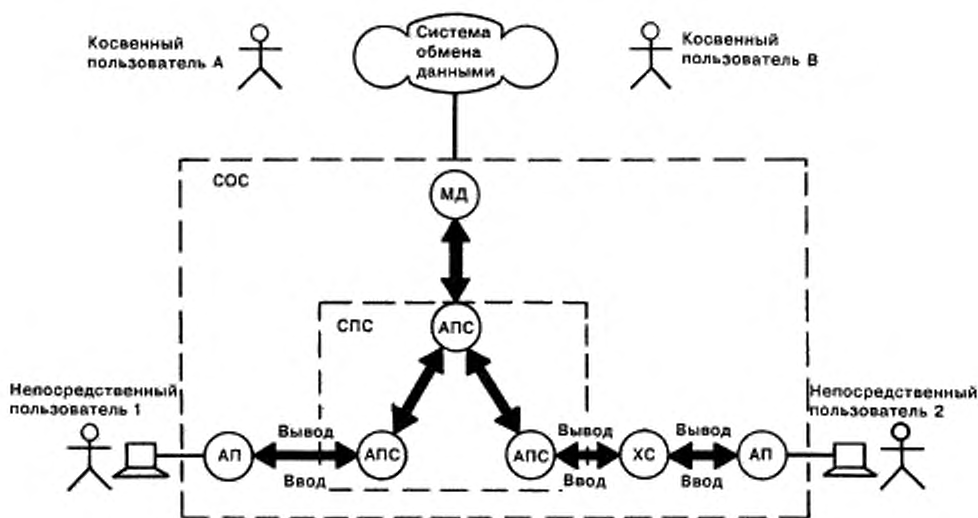 Косвенный
пользователь А
Система
обмена
данными
Косвенный
пользователь В
СОС
МД
СПС
АПС
Непосредственный
пользователь 1
Непосредственный
пользователь 2
АП
Вывод
Ввод
АПС
АПС
Вывод
Ввод
ХС
Вывод
Ввод
АП